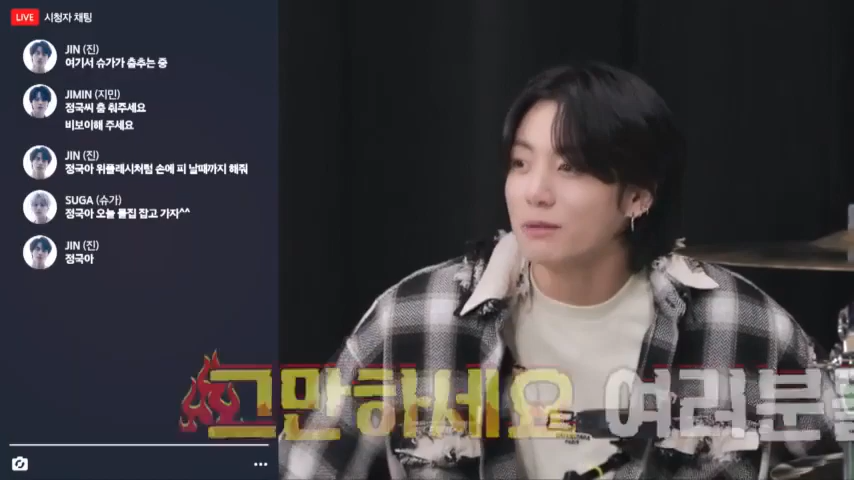 LIVE 시청자 채팅
JIN (진)
여기서 슈가가 춤추는 중
JIMIN (지민)
정국씨 춤 춰주세요
비보이해 주세요
JIN (진)
정국아 위플래시처럼 손에 피 날때까지 해줘
SUGA (슈가)
정국아 오늘 틀집 잡고 가자^^
JIN (진)
정국아
그만하세요 여러분들
PARIS